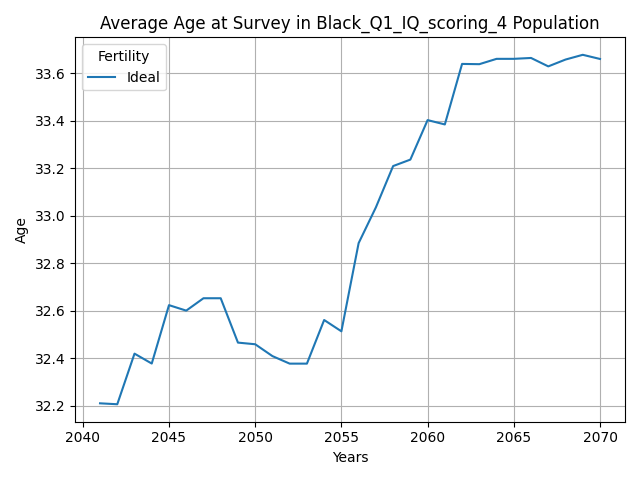 Average Age at Survey in Black_Q1_IQ_scoring_4 Population
Fertility
Ideal
Age
33.6
33.4
33.2
33.0
32.8
32.6
32.4
32.2
2040 2045 2050 2055 2060 2065 2070
Years